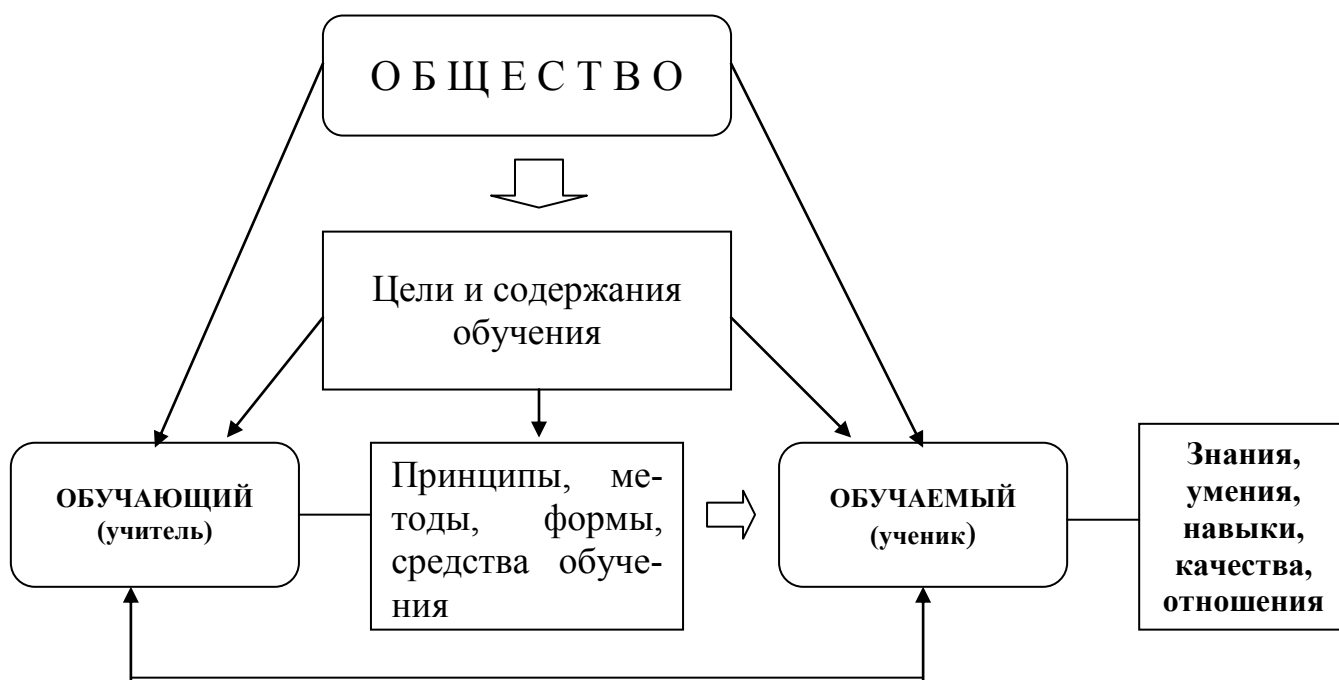 О Б Щ Е С Т В О
Цели и содержания
обучения
ОБУЧАЮЩИЙ
(учитель)
Принципы, ме-
тоды, формы,
средства обуче-
ния
ОБУЧАЕМЫЙ
(ученик)
Знания,
умения,
навыки,
качества,
отношения